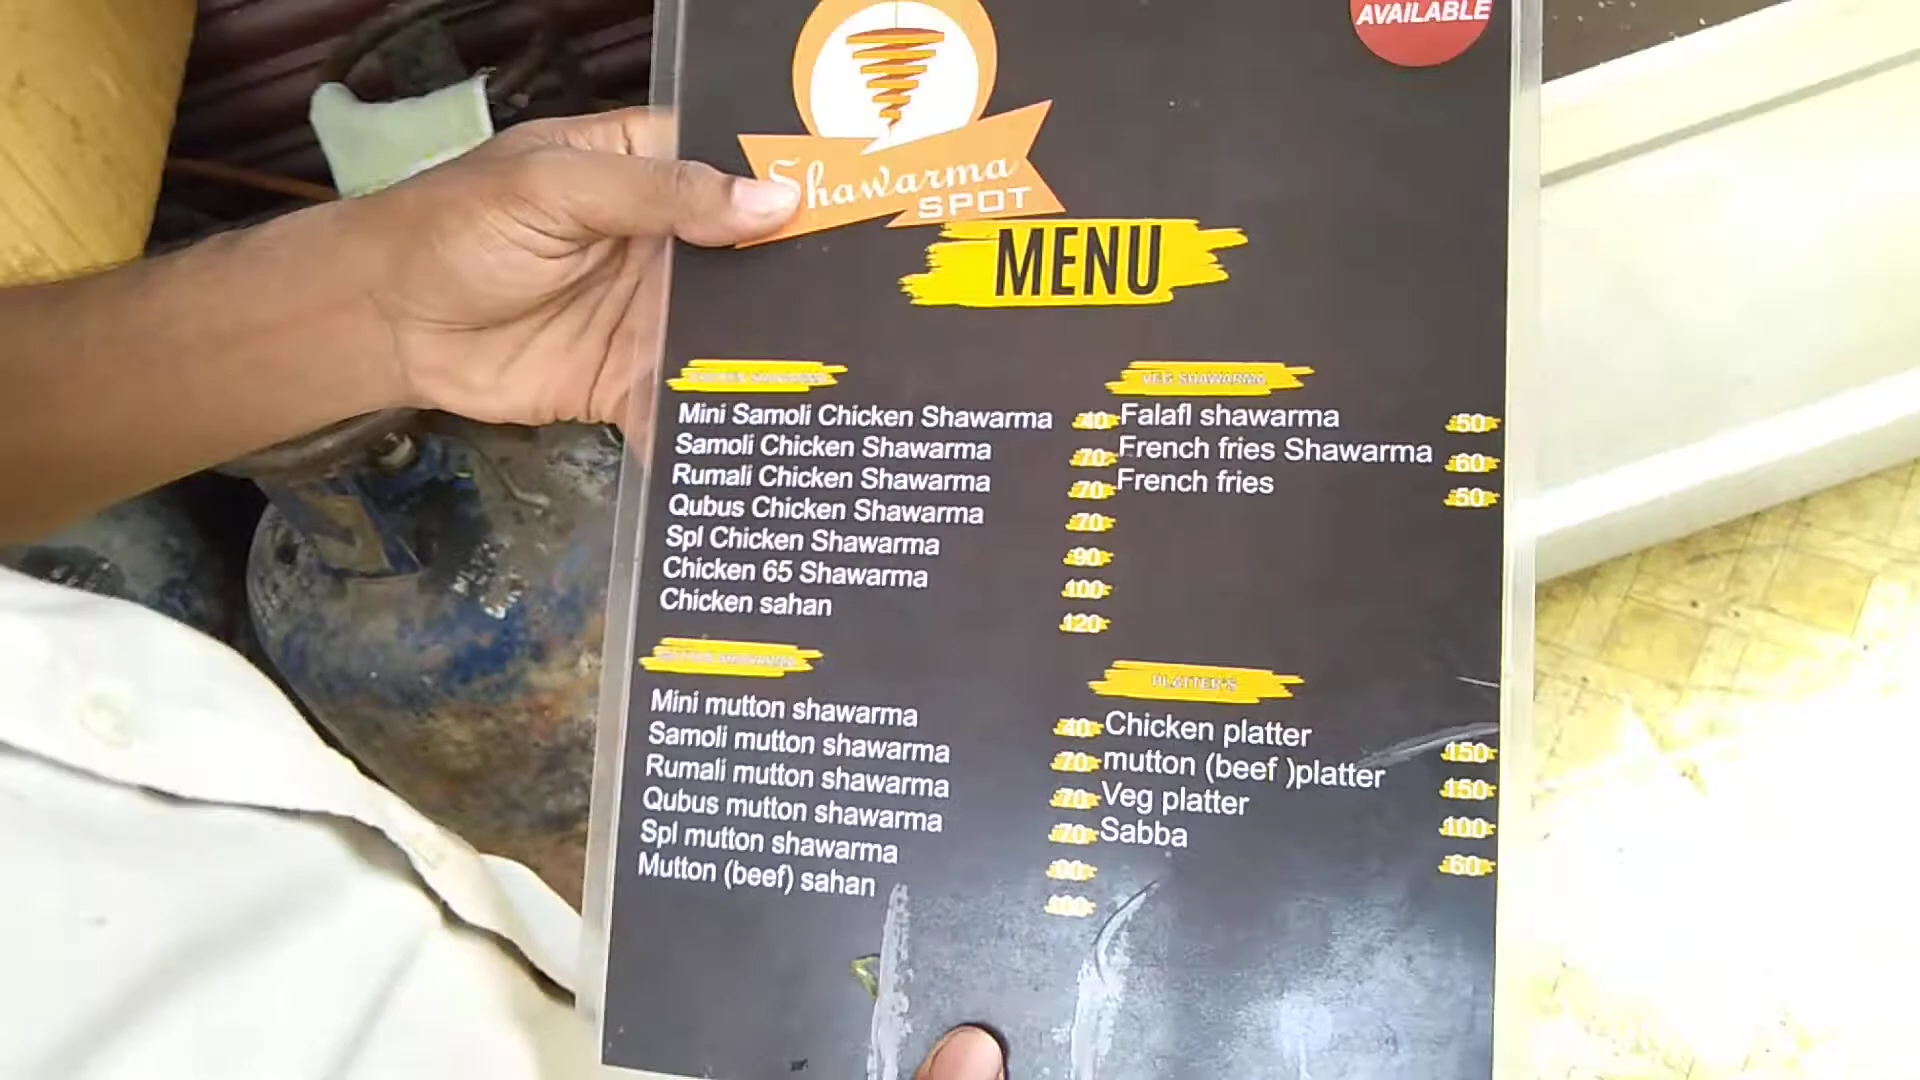 AVAILABLE
Shawarma
SPOT
MENU
Mini Samoli Chicken Shawarma 40
Samoli Chicken Shawarma 70
Rumali Chicken Shawarma 70
Qubus Chicken Shawarma 70
Spl Chicken Shawarma 90
Chicken 65 Shawarma 100
Chicken sahan 120
VEG SHAWARMA
Falafl shawarma 50
French fries Shawarma 60
French fries 50
Mini mutton shawarma 40
Samoli mutton shawarma 70
Rumali mutton shawarma 70
Qubus mutton shawarma 70
Spl mutton shawarma 90
Mutton (beef) sahan
PLATTER'S
Chicken platter 150
mutton (beef )platter 150
Veg platter 100
Sabba 60